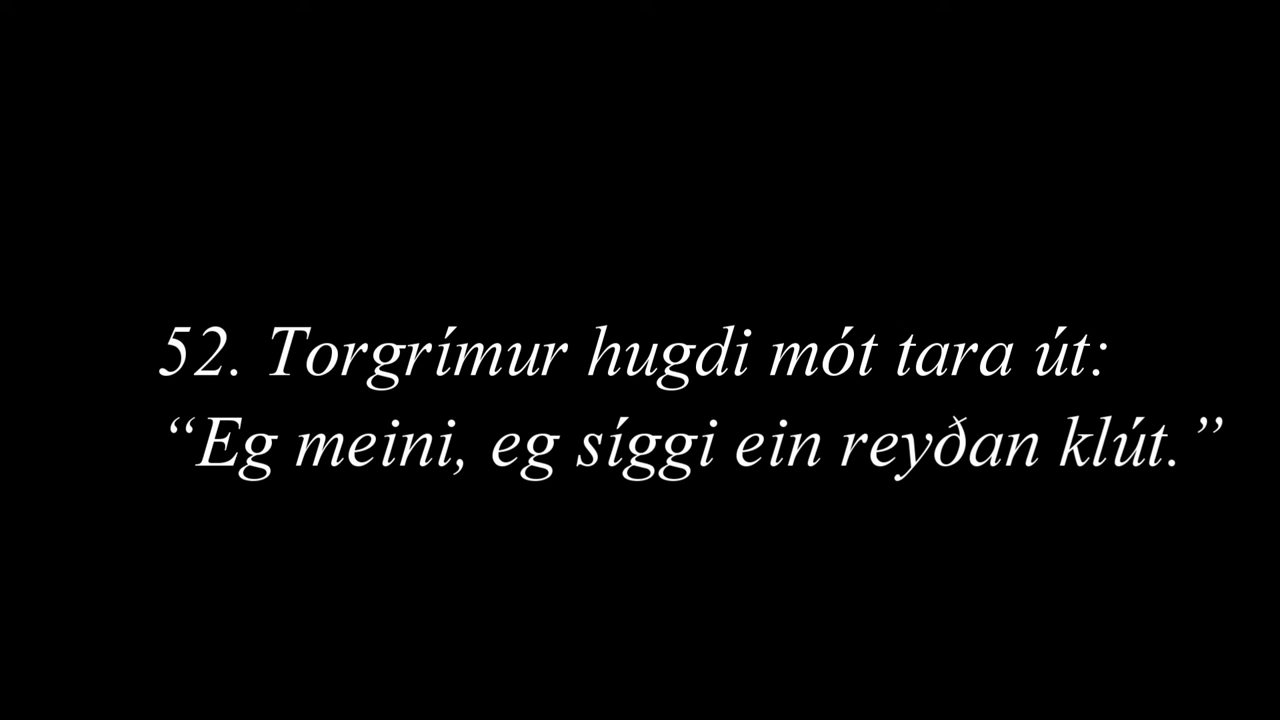 52. Torgrímur hugdi mót tara út:
“Eg meini, eg síggi ein reyðan klút.”